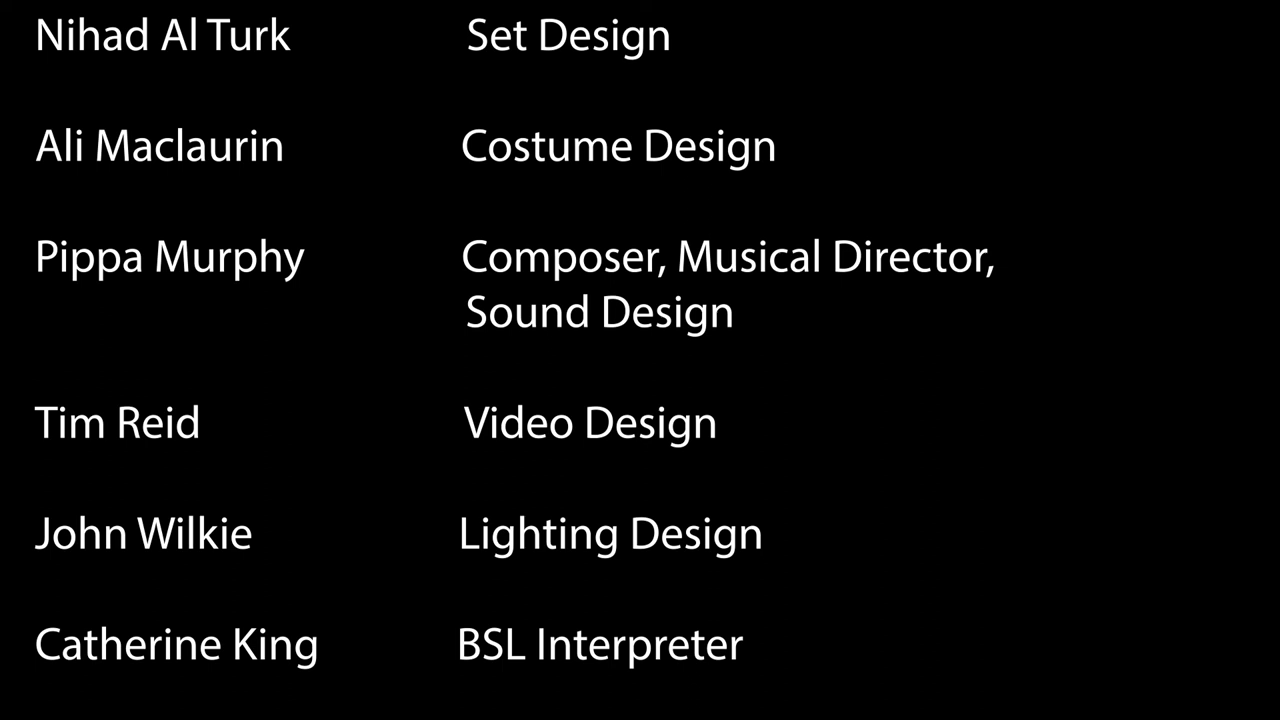 Nihad Al Turk Set Design
Ali Maclaurin Costume Design
Pippa Murphy Composer, Musical Director,
Sound Design
Tim Reid Video Design
John Wilkie Lighting Design
Catherine King BSL Interpreter